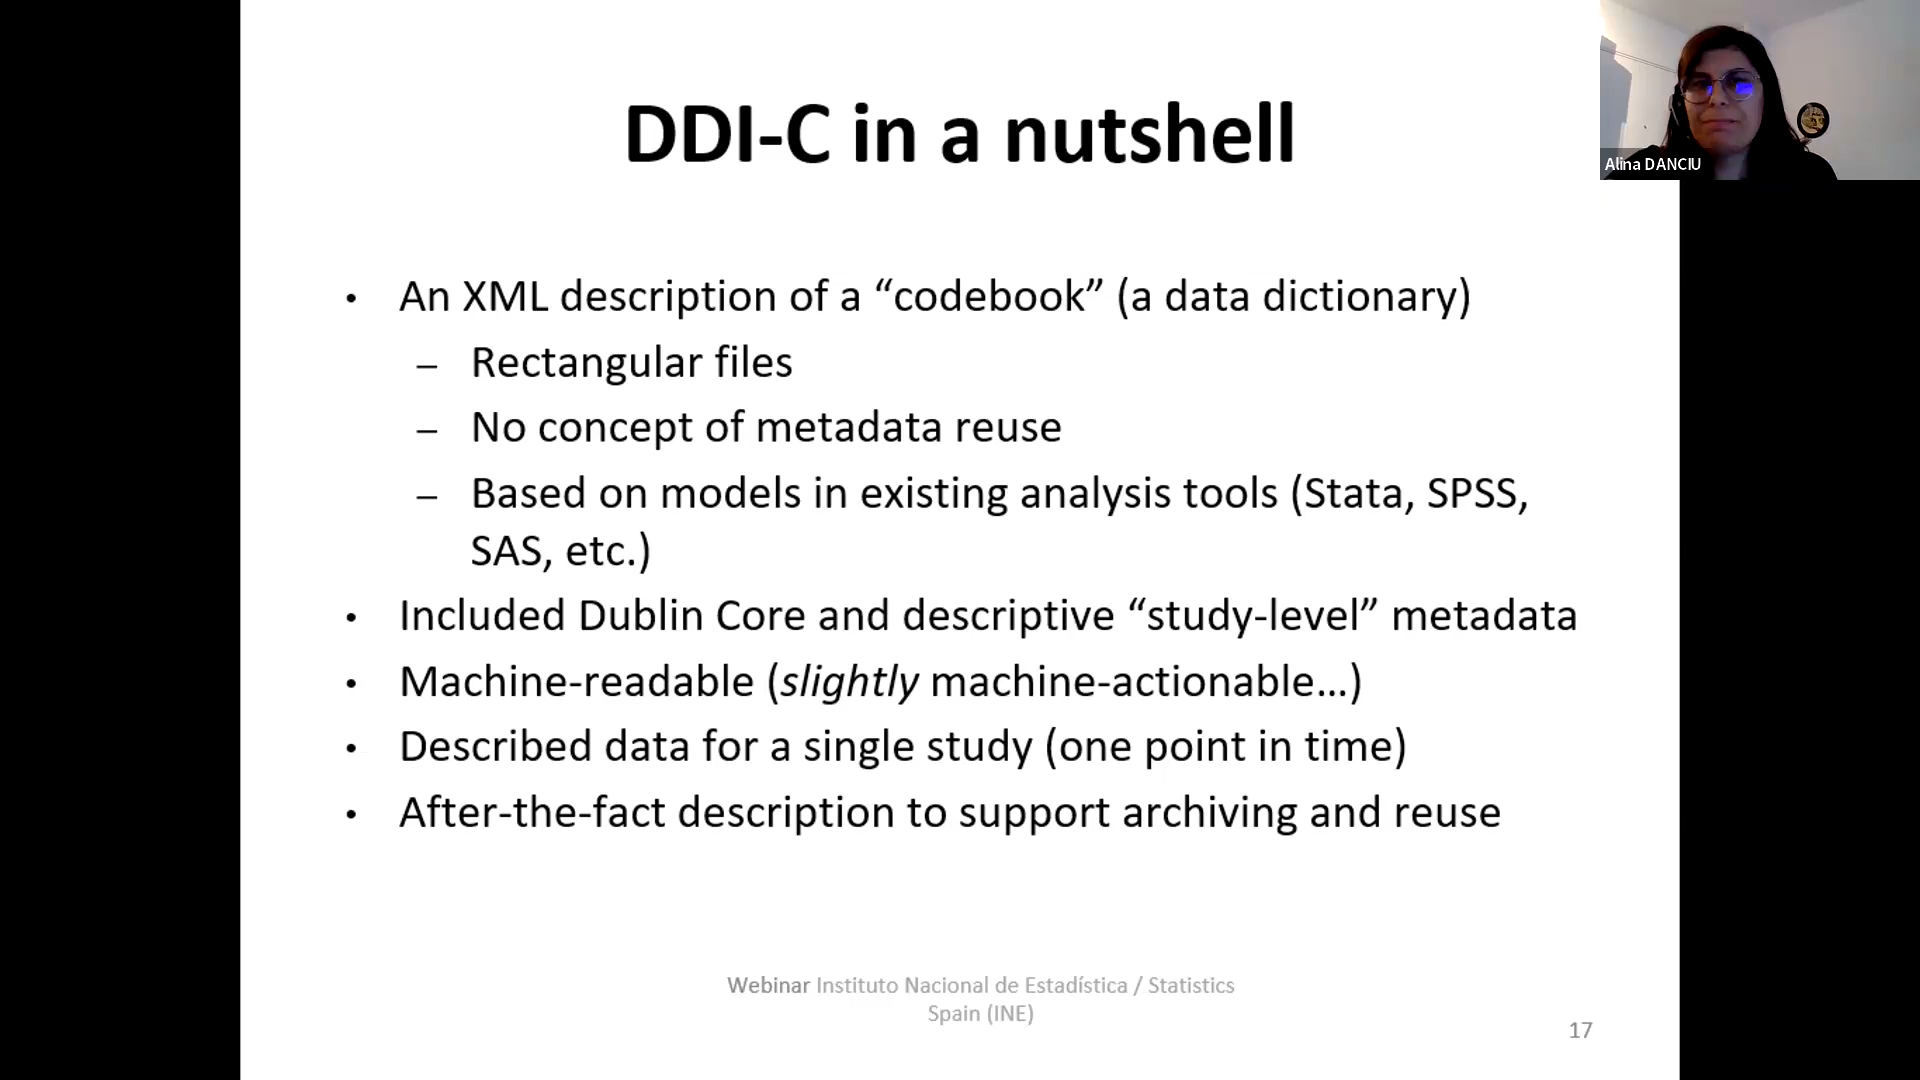 DDI-C in a nutshell
Alina DANCIU
• An XML description of a “codebook” (a data dictionary)
– Rectangular files
– No concept of metadata reuse
– Based on models in existing analysis tools (Stata, SPSS,
SAS, etc.)
• Included Dublin Core and descriptive “study-level” metadata
• Machine-readable (slightly machine-actionable…)
• Described data for a single study (one point in time)
• After-the-fact description to support archiving and reuse
Webinar Instituto Nacional de Estadística / Statistics
Spain (INE)
17